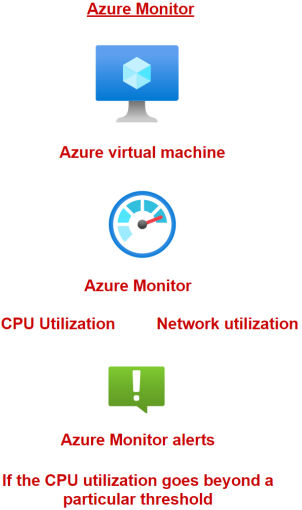 Azure Monitor
Azure virtual machine
Azure Monitor
CPU Utilization
Network utilization
Azure Monitor alerts
If the CPU utilization goes beyond a
particular threshold